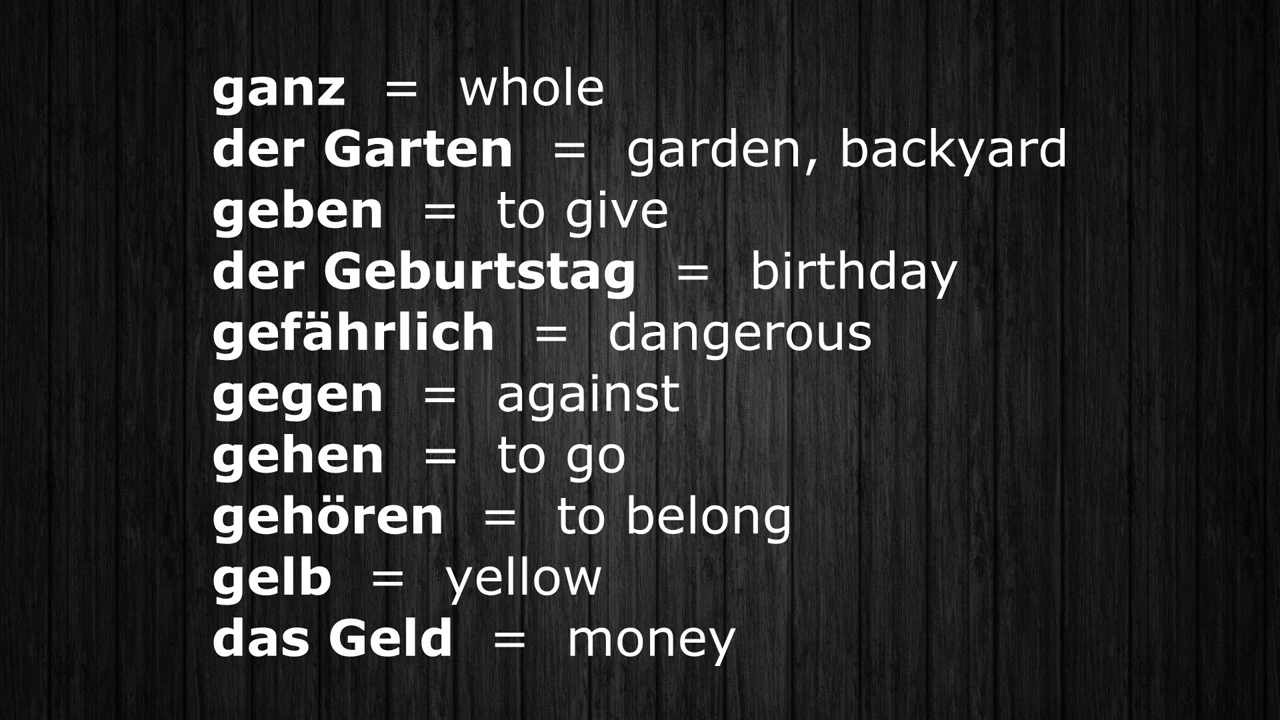 ganz = whole
der Garten = garden, backyard
geben = to give
der Geburtstag = birthday
gefährlich = dangerous
gegen = against
gehen = to go
gehören = to belong
gelb = yellow
das Geld = money